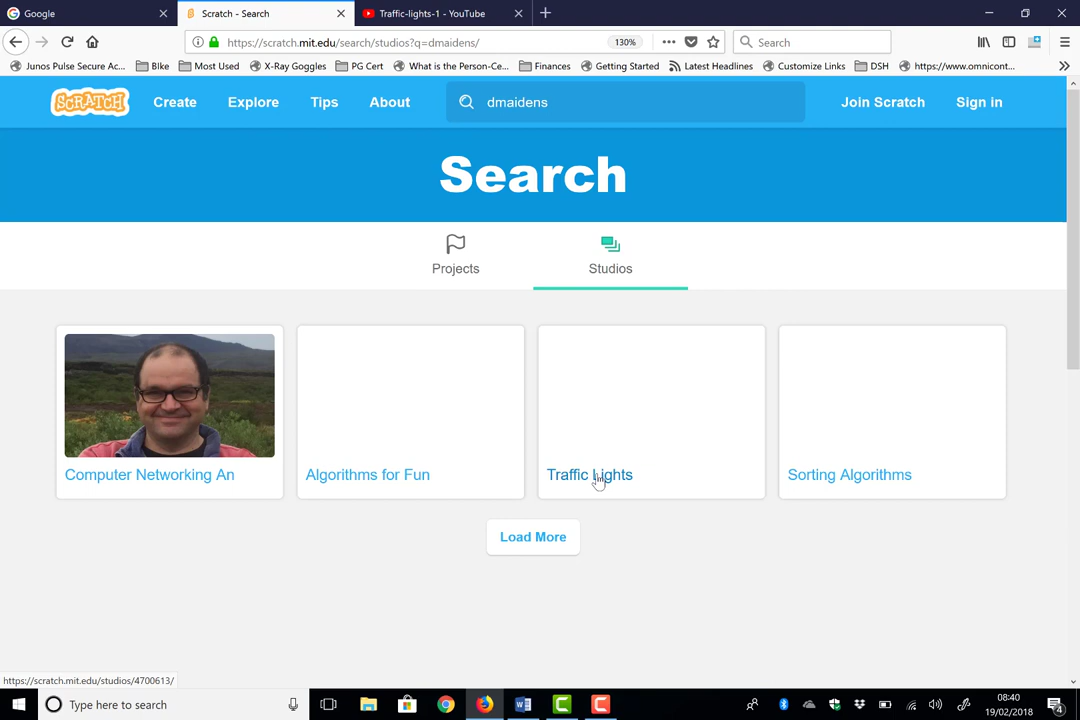 Google
Scratch - Search
Traffic-lights-1 - YouTube
https://scratch.mit.edu/search/studios?q=dmaidens/
130%
Search
Junos Pulse Secure Ac...
BIke
Most Used
X-Ray Goggles
PG Cert
What is the Person-Ce...
Finances
Getting Started
Latest Headlines
Customize Links
DSH
https://www.omnicont...
SCRATCH
Create
Explore
Tips
About
dmaidens
Join Scratch
Sign in
Search
Projects
Studios
Computer Networking An
Algorithms for Fun
Traffic Lights
Sorting Algorithms
Load More
https://scratch.mit.edu/studios/4700613/
Type here to search
08:40
19/02/2018
4